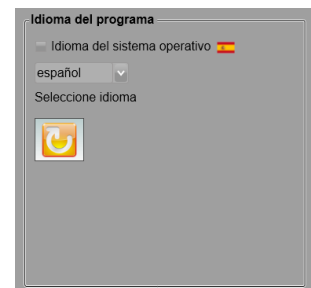 Idioma del programa
Idioma del sistema operativo
español
Seleccione idioma